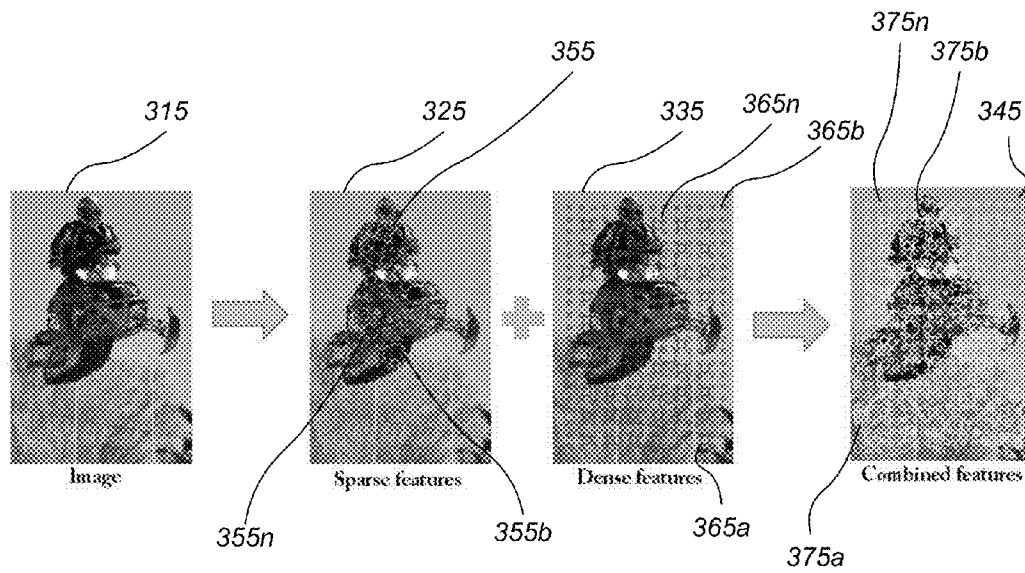 375n
355
375b
315
325
365n
335
345
365b
Image
Sparse features
Dense features
Combined features
355n
355b
365a
375a